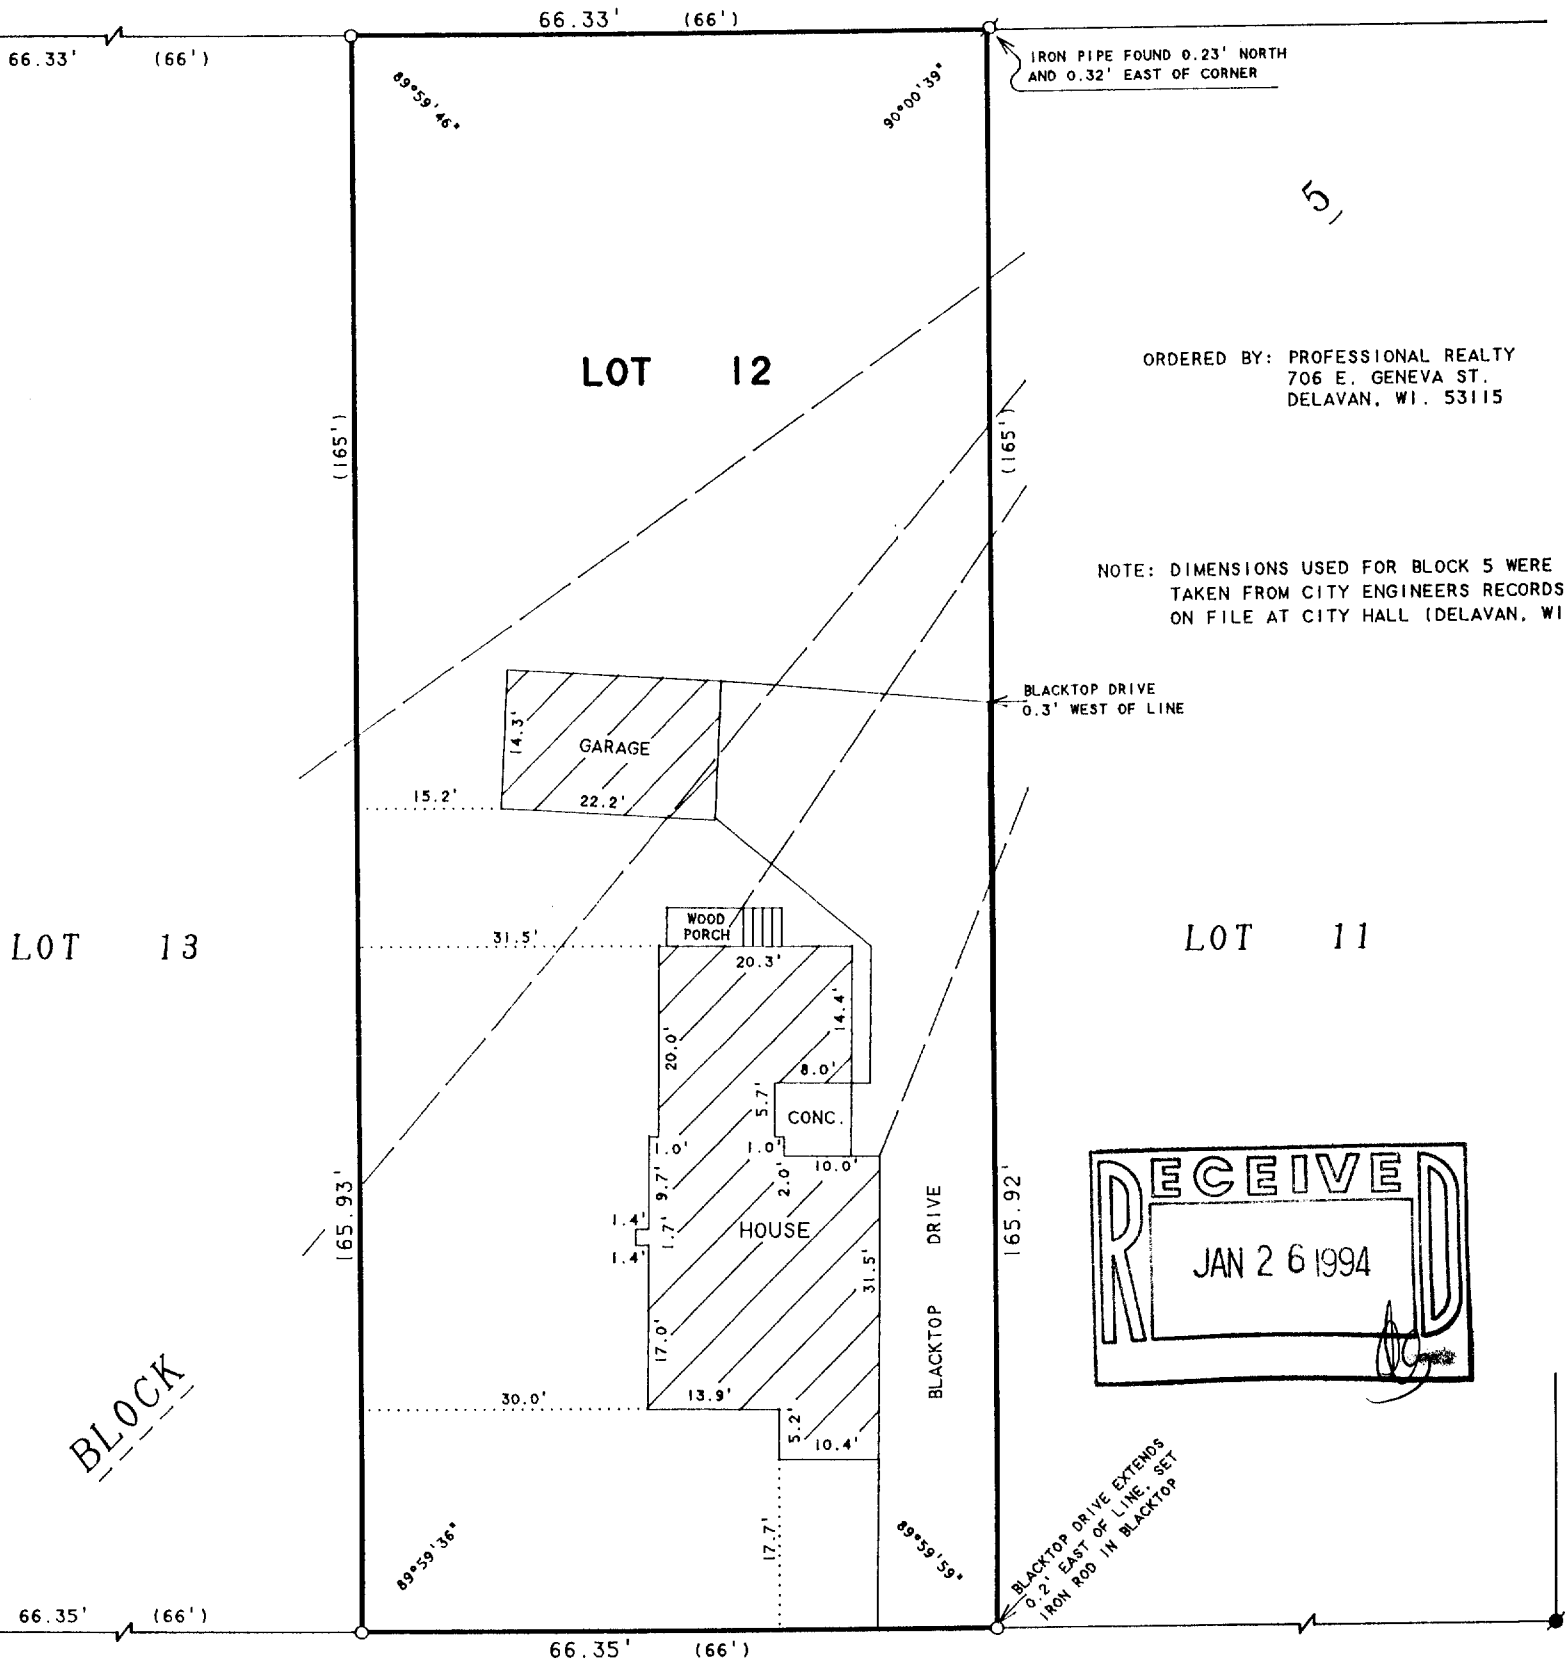 66.33' (66')
66.33' (66')
IRON PIPE FOUND 0.23' NORTH
AND 0.32' EAST OF CORNER
89°59'46"
90°00'39"
5,
LOT 12
ORDERED BY: PROFESSIONAL REALTY
706 E. GENEVA ST.
DELAVAN, WI. 53115
(165')
(165')
NOTE: DIMENSIONS USED FOR BLOCK 5 WERE
TAKEN FROM CITY ENGINEERS RECORDS
ON FILE AT CITY HALL (DELAVAN, WI
BLACKTOP DRIVE
0.3' WEST OF LINE
14.3'
GARAGE
15.2'
22.2'
WOOD
PORCH
LOT 13
31.5'
20.3'
LOT 11
14.4'
20.0'
8.0'
5.7'
CONC.
1.0'
1.0'
10.0'
9.7'
2.0'
165.93'
165.92'
1.4'
1.7'
1.4'
HOUSE
BLACKTOP DRIVE
31.5'
RECEIVED
JAN 26 1994
17.0'
30.0'
13.9'
5.2'
10.4'
BLOCK
BLACKTOP DRIVE EXTENDS
0.2' EAST OF LINE, SET
IRON ROD IN BLACKTOP
17.7'
89°59'36"
89°59'59"
66.35' (66')
66.35' (66')